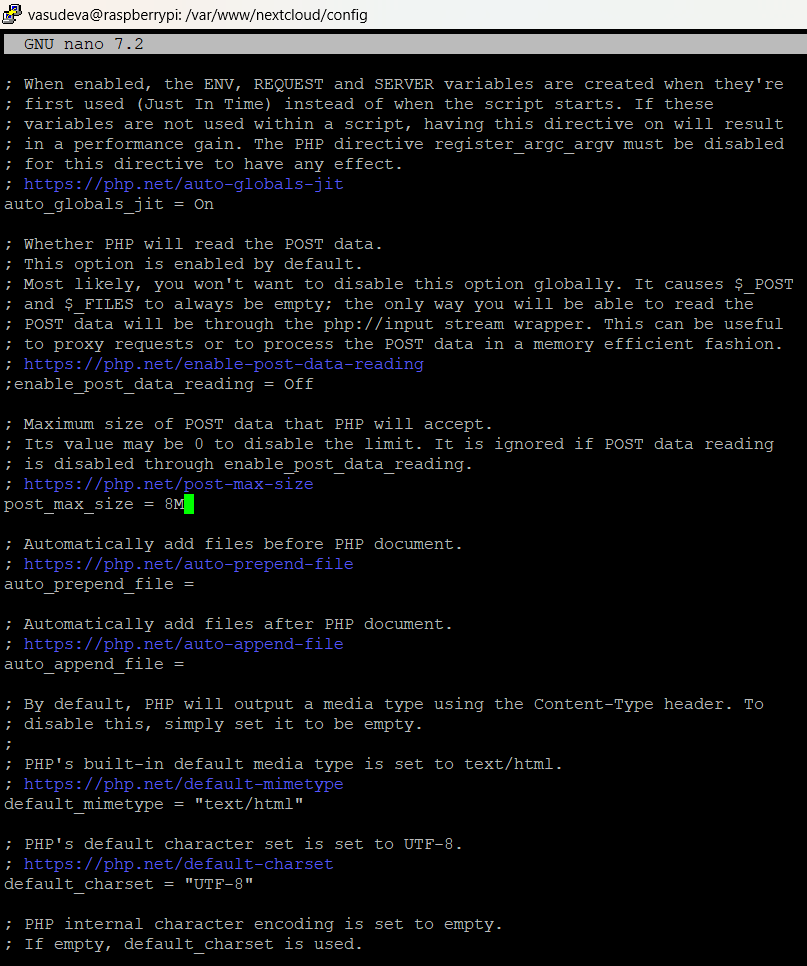 vasudeva@raspberrypi: /var/www/nextcloud/config
GNU nano 7.2
; When enabled, the ENV, REQUEST and SERVER variables are created when they're
; first used (Just In Time) instead of when the script starts. If these
; variables are not used within a script, having this directive on will result
; in a performance gain. The PHP directive register_argc_argv must be disabled
; for this directive to have any effect.
; https://php.net/auto-globals-jit
auto_globals_jit = On
; Whether PHP will read the POST data.
; This option is enabled by default.
; Most likely, you won't want to disable this option globally. It causes $_POST
; and $_FILES to always be empty; the only way you will be able to read the
; POST data will be through the php://input stream wrapper. This can be useful
; to proxy requests or to process the POST data in a memory efficient fashion.
; https://php.net/enable-post-data-reading
;enable_post_data_reading = Off
; Maximum size of POST data that PHP will accept.
; Its value may be 0 to disable the limit. It is ignored if POST data reading
; is disabled through enable_post_data_reading.
; https://php.net/post-max-size
post_max_size = 8M
; Automatically add files before PHP document.
; https://php.net/auto-prepend-file
auto_prepend_file =
; Automatically add files after PHP document.
; https://php.net/auto-append-file
auto_append_file =
; By default, PHP will output a media type using the Content-Type header. To
; disable this, simply set it to be empty.
;
; PHP's built-in default media type is set to text/html.
; https://php.net/default-mimetype
default_mimetype = "text/html"
; PHP's default character set is set to UTF-8.
; https://php.net/default-charset
default_charset = "UTF-8"
; PHP internal character encoding is set to empty.
; If empty, default_charset is used.